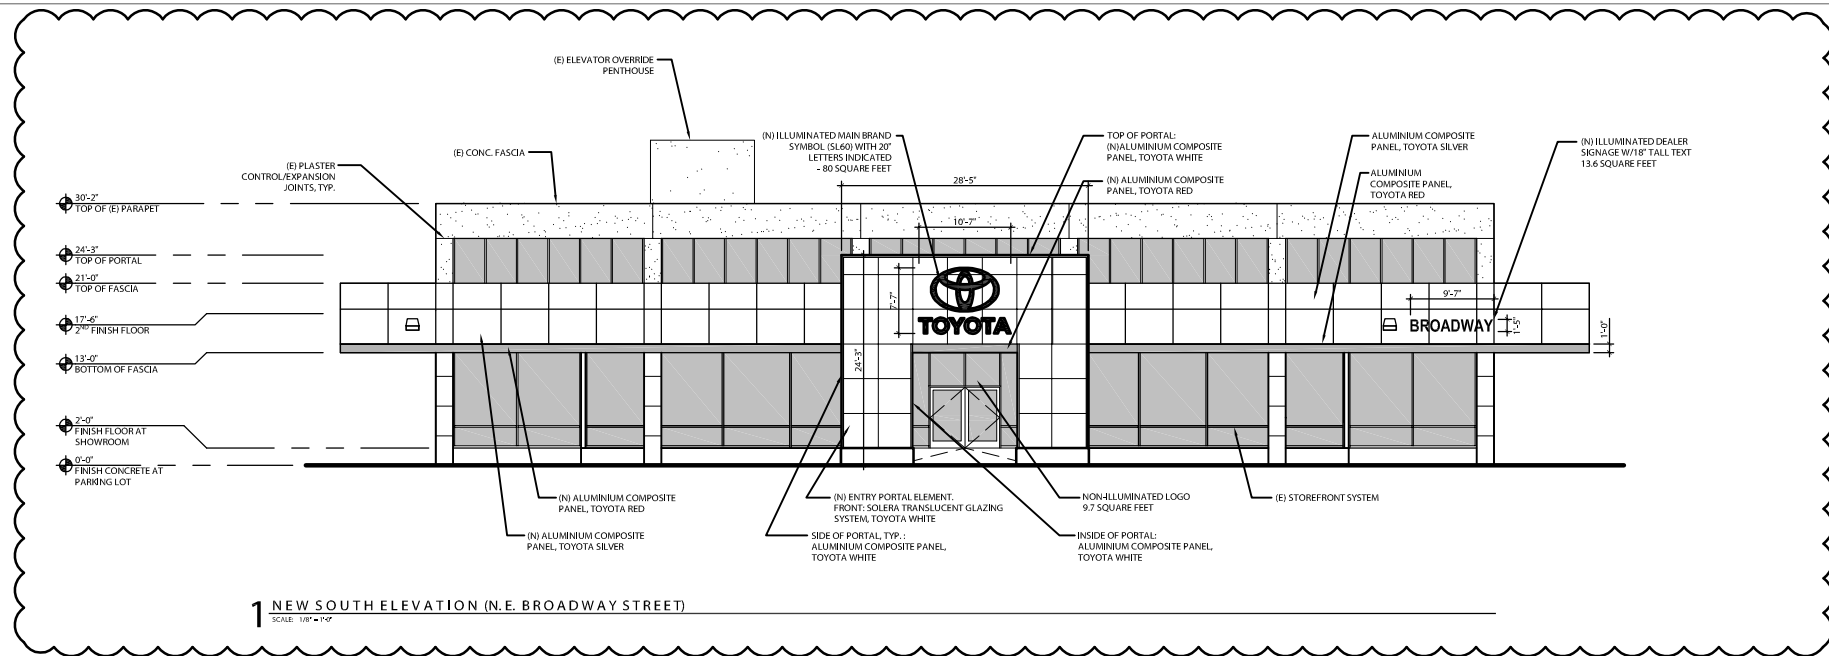 (E) ELEVATOR OVERRIDE
PENTHOUSE
(N) ILLUMINATED MAIN BRAND
SYMBOL (SL60) WITH 20"
LETTERS INDICATED
- 80 SQUARE FEET
TOP OF PORTAL:
(N)ALUMINIUM COMPOSITE
PANEL, TOYOTA WHITE
ALUMINIUM COMPOSITE
PANEL, TOYOTA SILVER
(N) ILLUMINATED DEALER
SIGNAGE W/18" TALL TEXT
13.6 SQUARE FEET
(E) CONC. FASCIA
(E) PLASTER
CONTROL/EXPANSION
JOINTS, TYP.
(N) ALUMINIUM COMPOSITE
PANEL, TOYOTA RED
ALUMINIUM
COMPOSITE PANEL,
TOYOTA RED
28'-5"
10'-7"
30'-2"
TOP OF (E) PARAPET
24'-3"
TOP OF PORTAL
21'-0"
TOP OF FASCIA
17'-6"
2ND FINISH FLOOR
13'-0"
BOTTOM OF FASCIA
2'-0"
FINISH FLOOR AT
SHOWROOM
0'-0"
FINISH CONCRETE AT
PARKING LOT
7'-7"
TOYOTA
24'-3"
9'-7"
BROADWAY
1'-5"
1'-0"
(N) ALUMINIUM COMPOSITE
PANEL, TOYOTA RED
(N) ENTRY PORTAL ELEMENT.
FRONT: SOLERA TRANSLUCENT GLAZING
SYSTEM, TOYOTA WHITE
NON-ILLUMINATED LOGO
9.7 SQUARE FEET
(E) STOREFRONT SYSTEM
(N) ALUMINIUM COMPOSITE
PANEL, TOYOTA SILVER
SIDE OF PORTAL, TYP. :
ALUMINIUM COMPOSITE PANEL,
TOYOTA WHITE
INSIDE OF PORTAL:
ALUMINIUM COMPOSITE PANEL,
TOYOTA WHITE
1 NEW SOUTH ELEVATION (N.E. BROADWAY STREET)
SCALE: 1/8" = 1'-0"